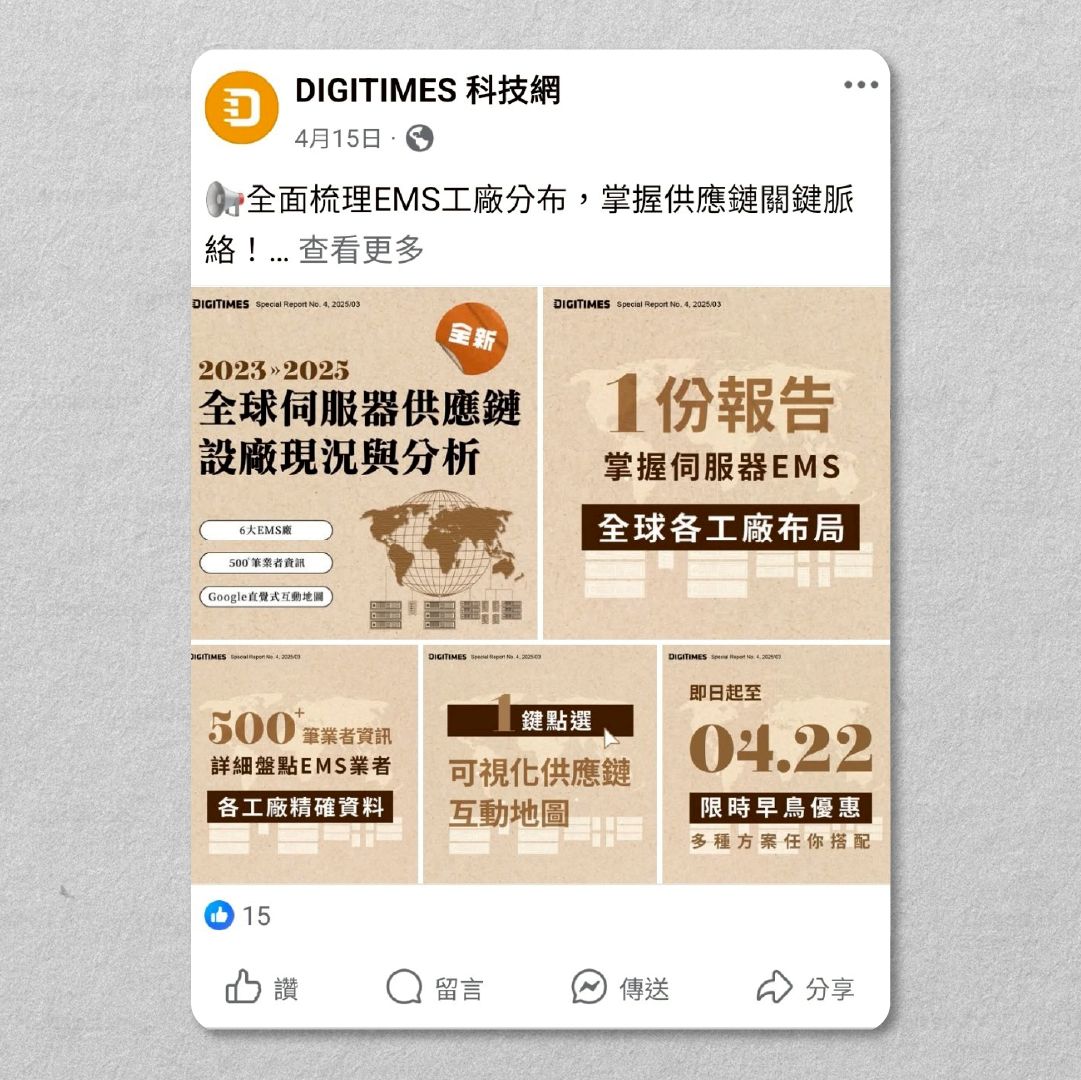 DIGITIMES 科技網
4月15日 ·
全面梳理EMS工廠分布，掌握供應鏈關鍵脈
絡！... 查看更多
DIGITIMES Special Report No. 4, 2025/03
全新
2023»2025
全球伺服器供應鏈
設廠現況與分析
6大EMS廠
500+筆業者資訊
Google直覺式互動地圖
DIGITIMES Special Report No. 4, 2025/03
1份報告
掌握伺服器EMS
全球各工廠布局
DIGITIMES Special Report No. 4, 2025/03
500+筆業者資訊
詳細盤點EMS業者
各工廠精確資料
DIGITIMES Special Report No. 4, 2025/03
1鍵點選
可視化供應鏈
互動地圖
DIGITIMES Special Report No. 4, 2025/03
即日起至
04.22
限時早鳥優惠
多種方案任你搭配
15
讚 留言 傳送 分享